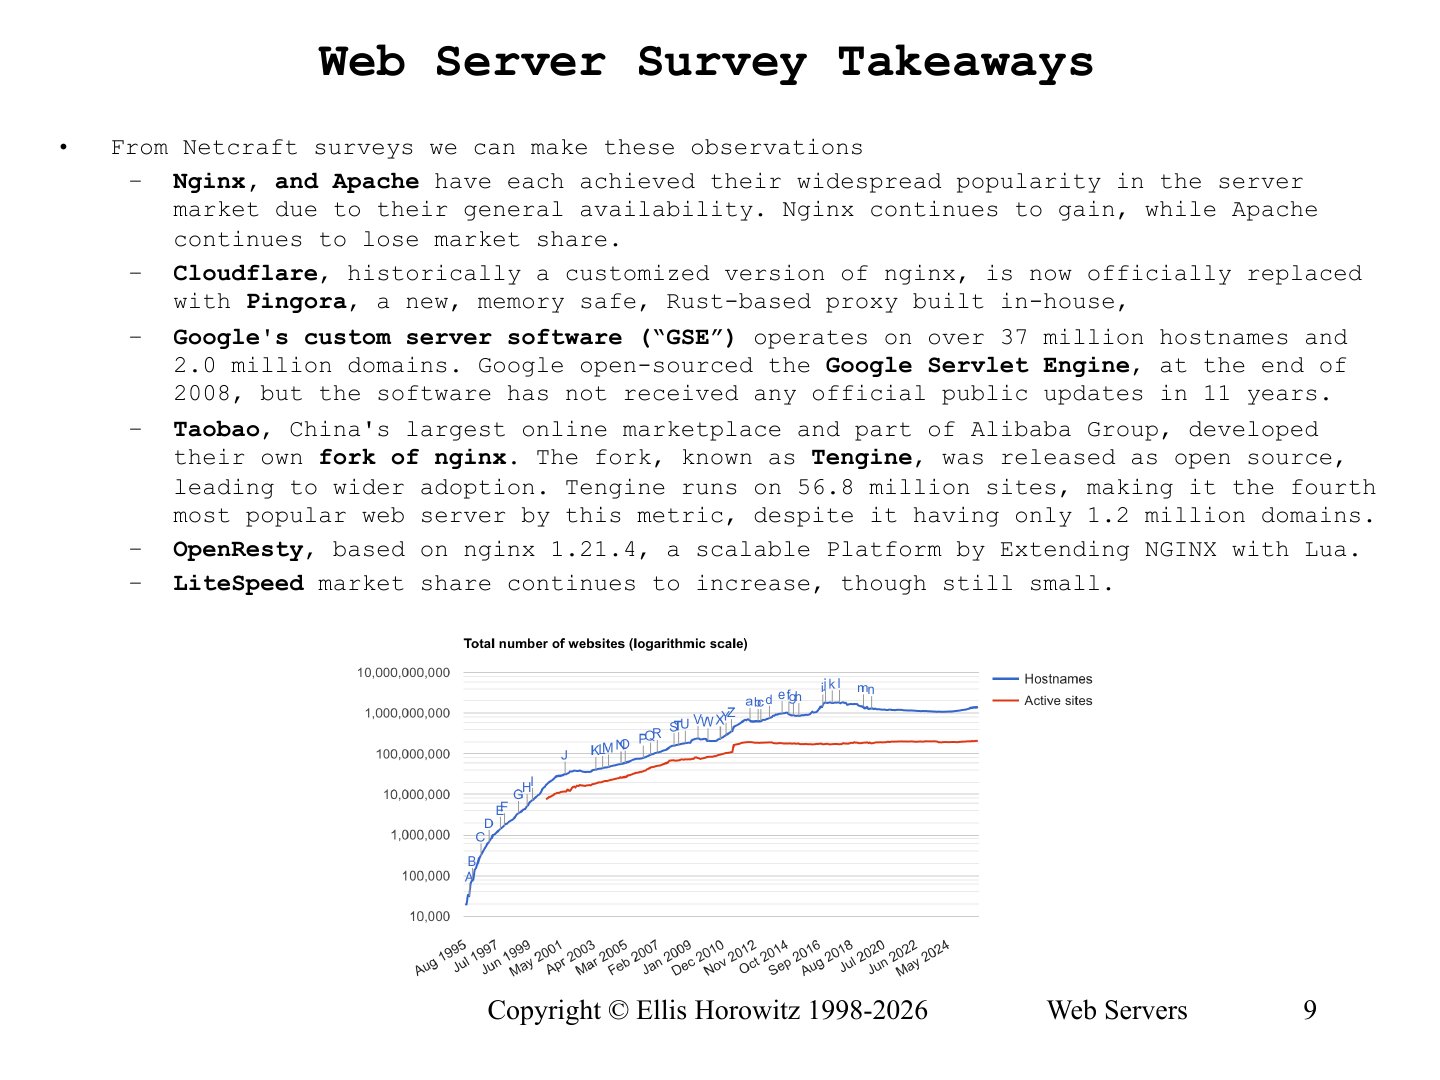 Web Server Survey Takeaways
• From Netcraft surveys we can make these observations
– Nginx, and Apache have each achieved their widespread popularity in the server
market due to their general availability. Nginx continues to gain, while Apache
continues to lose market share.
– Cloudflare, historically a customized version of nginx, is now officially replaced
with Pingora, a new, memory safe, Rust-based proxy built in-house,
– Google's custom server software (“GSE”) operates on over 37 million hostnames and
2.0 million domains. Google open-sourced the Google Servlet Engine, at the end of
2008, but the software has not received any official public updates in 11 years.
– Taobao, China's largest online marketplace and part of Alibaba Group, developed
their own fork of nginx. The fork, known as Tengine, was released as open source,
leading to wider adoption. Tengine runs on 56.8 million sites, making it the fourth
most popular web server by this metric, despite it having only 1.2 million domains.
– OpenResty, based on nginx 1.21.4, a scalable Platform by Extending NGINX with Lua.
– LiteSpeed market share continues to increase, though still small.
Total number of websites (logarithmic scale)
10,000,000,000
1,000,000,000
100,000,000
10,000,000
1,000,000
100,000
10,000
A B C D E F G H I J K L M N O P Q R S T U V W X Y Z a b c d e f g h i j k l m n
Hostnames
Active sites
Aug 1995
Jul 1997
Jun 1999
May 2001
Apr 2003
Mar 2005
Feb 2007
Jan 2009
Dec 2010
Nov 2012
Oct 2014
Sep 2016
Aug 2018
Jul 2020
Jun 2022
May 2024
Copyright © Ellis Horowitz 1998-2026 Web Servers 9